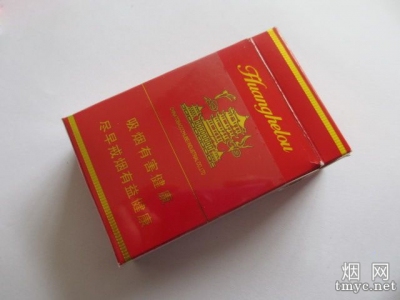 Huanghelou
吸烟有害健康
尽早戒烟有益健康
烟网
tmyc.net